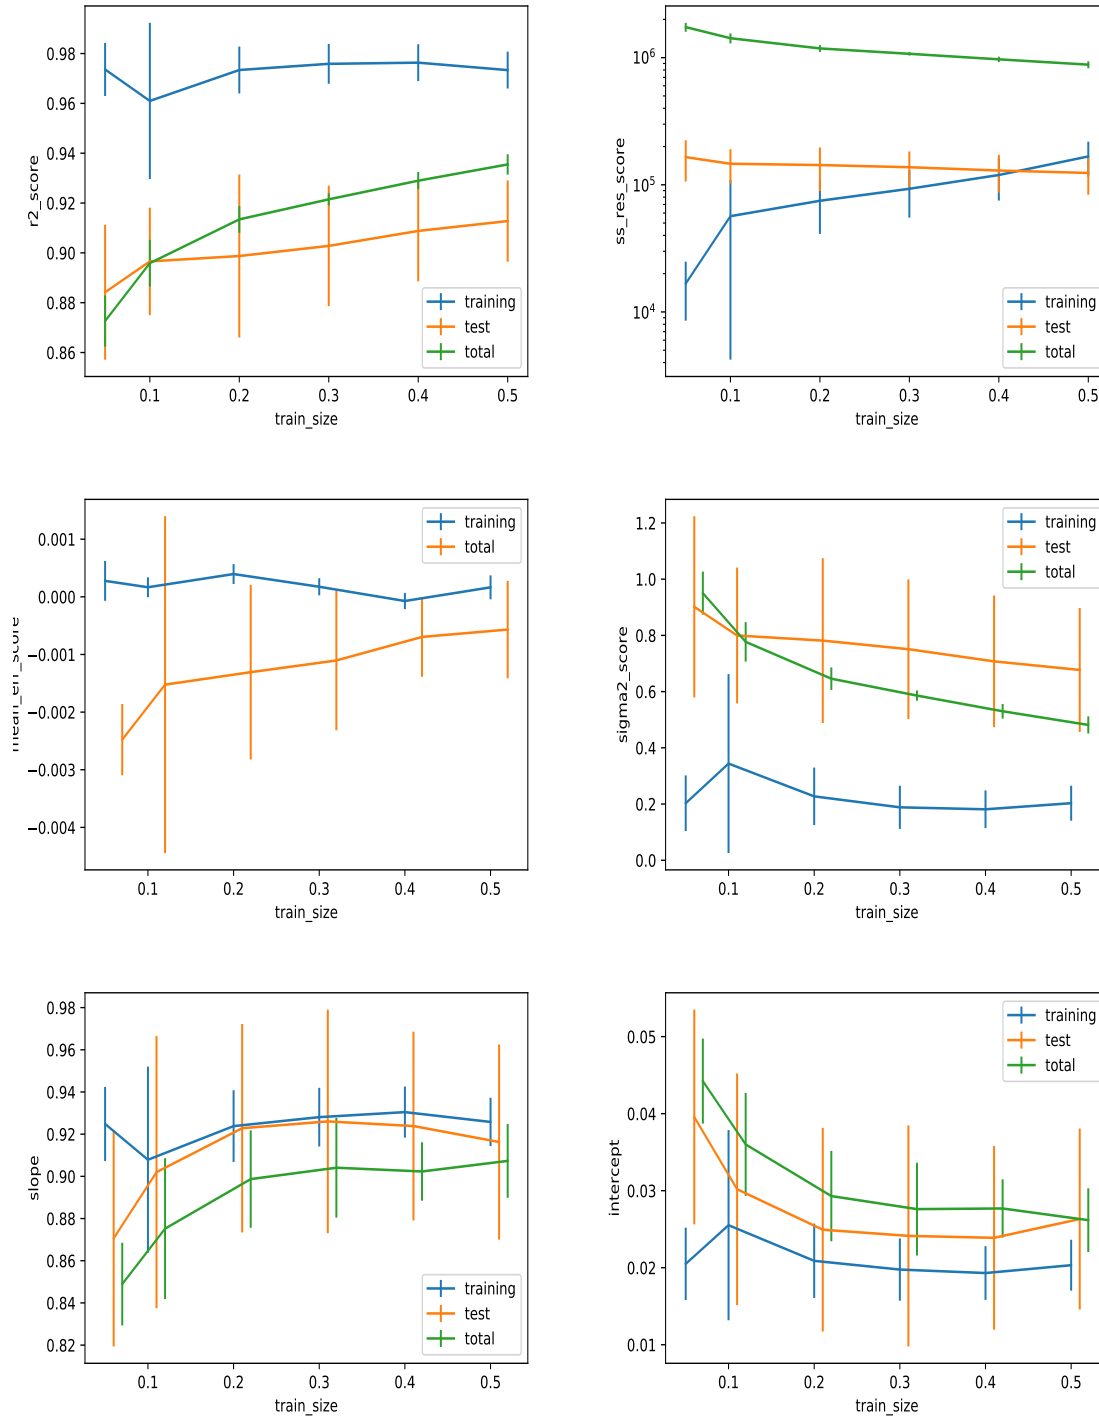 0.98
0.96
0.94
0.92
0.90
0.88
0.86
r2_score
0.1 0.2 0.3 0.4 0.5
train_size
training
test
total
10^6
10^5
10^4
ss_res_score
0.1 0.2 0.3 0.4 0.5
train_size
training
test
total
0.001
0.000
−0.001
−0.002
−0.003
−0.004
0.1 0.2 0.3 0.4 0.5
train_size
training
total
1.2
1.0
0.8
0.6
0.4
0.2
0.0
sigma2_score
0.1 0.2 0.3 0.4 0.5
train_size
training
test
total
0.98
0.96
0.94
0.92
0.90
0.88
0.86
0.84
0.82
slope
0.1 0.2 0.3 0.4 0.5
train_size
training
test
total
0.05
0.04
0.03
0.02
0.01
intercept
0.1 0.2 0.3 0.4 0.5
train_size
training
test
total